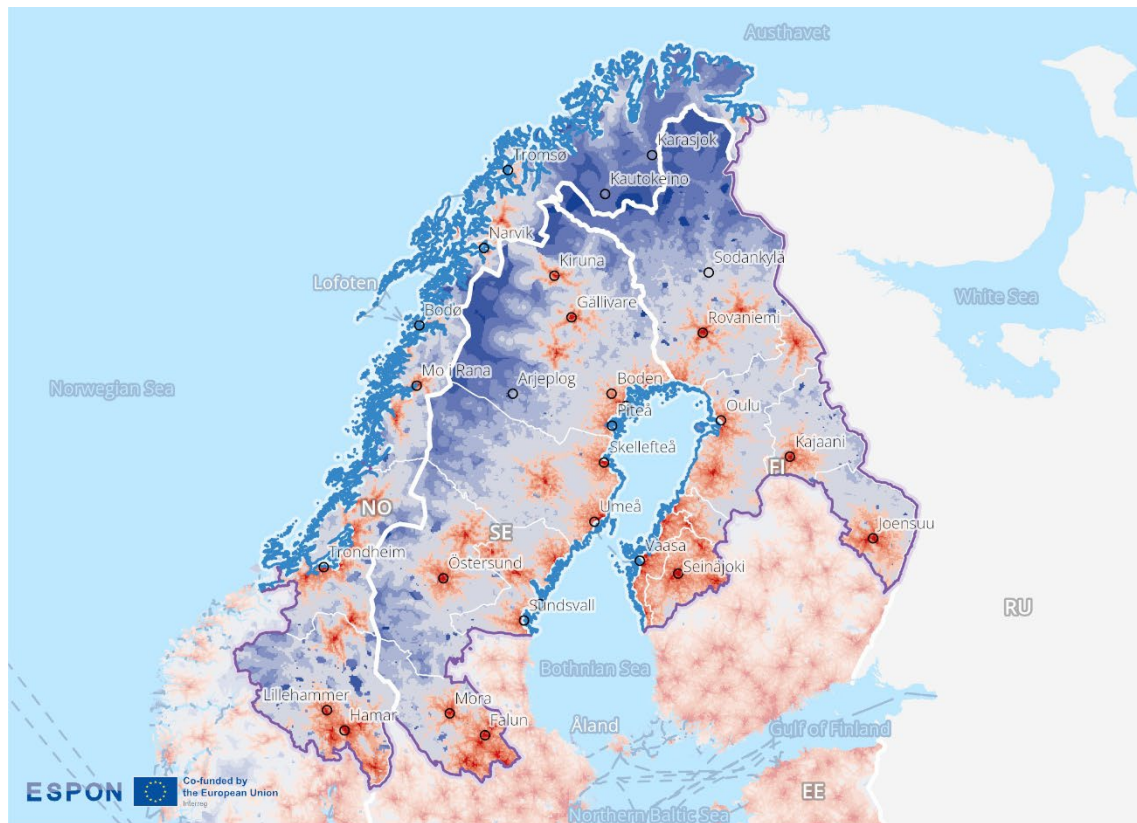 Austhavet
Karasjok
Tromsø
Kautokeino
Narvik
Kiruna
Sodankylä
Lofoten
White Sea
Gällivare
Bodø
Rovaniemi
Norwegian Sea
Mo i Rana
Arjeplog
Boden
Piteå
Oulu
Skellefteå
Kajaani
FI
NO
Umeå
SE
Joensuu
Trondheim
Vaasa
Östersund
Seinäjoki
Sundsvall
RU
Bothnian Sea
Lillehammer
Mora
Hamar
Falun
Åland
Gulf of Finland
ESPON
Co-funded by
the European Union
Interreg
EE
Northern Baltic Sea